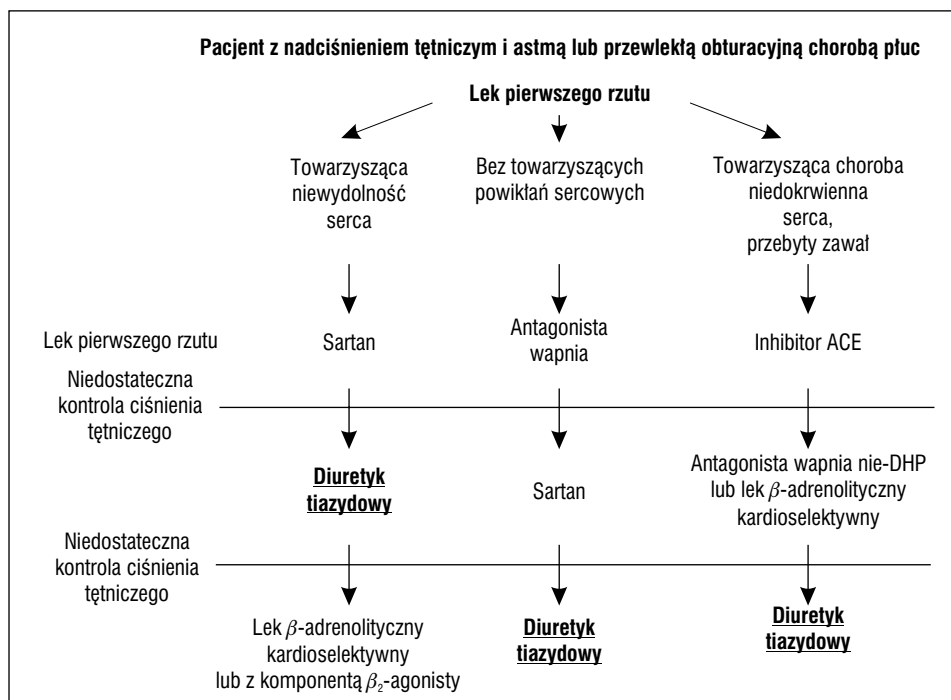 Pacjent z nadciśnieniem tętniczym i astmą lub przewlekłą obturacyjną chorobą płuc
Lek pierwszego rzutu
Towarzysząca
niewydolność
serca
Bez towarzyszących
powikłań sercowych
Towarzysząca choroba
niedokrwienna
serca,
przebyty zawał
Lek pierwszego rzutu
Sartan
Antagonista
wapnia
Inhibitor ACE
Niedostateczna
kontrola ciśnienia
tętniczego
Diuretyk
tiazydowy
Sartan
Antagonista wapnia nie-DHP
lub lek β-adrenolityczny
kardioselektywny
Niedostateczna
kontrola ciśnienia
tętniczego
Lek β-adrenolityczny
kardioselektywny
lub z komponentą β₂-agonisty
Diuretyk
tiazydowy
Diuretyk
tiazydowy